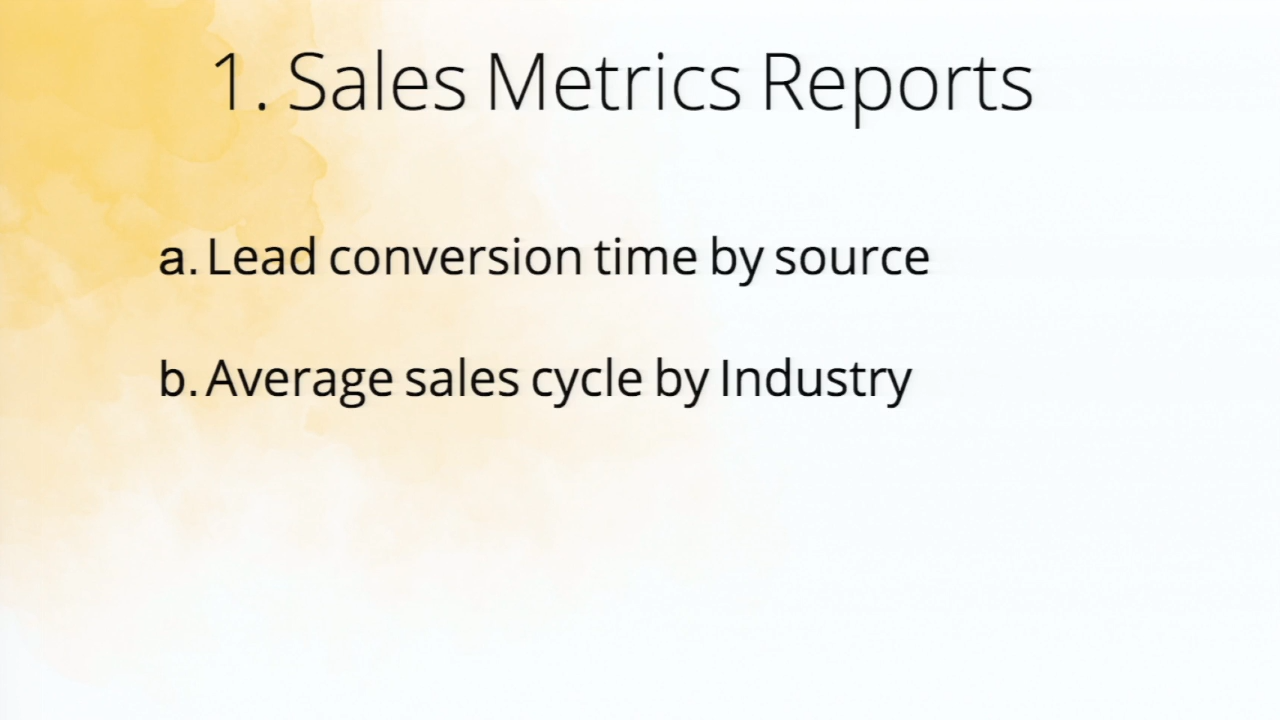 1. Sales Metrics Reports
a. Lead conversion time by source
b. Average sales cycle by Industry